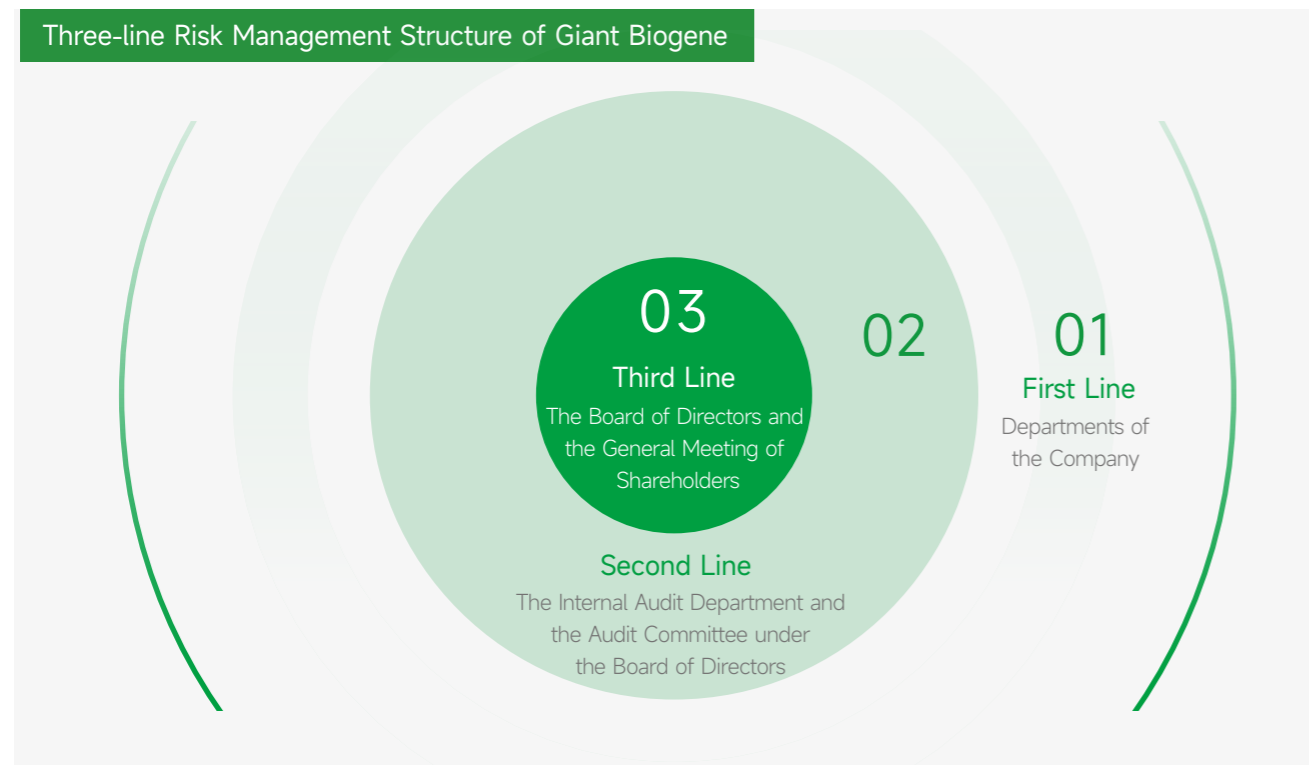 Three-line Risk Management Structure of Giant Biogene
03
Third Line
The Board of Directors and
the General Meeting of
Shareholders
02
Second Line
The Internal Audit Department and
the Audit Committee under
the Board of Directors
01
First Line
Departments of
the Company